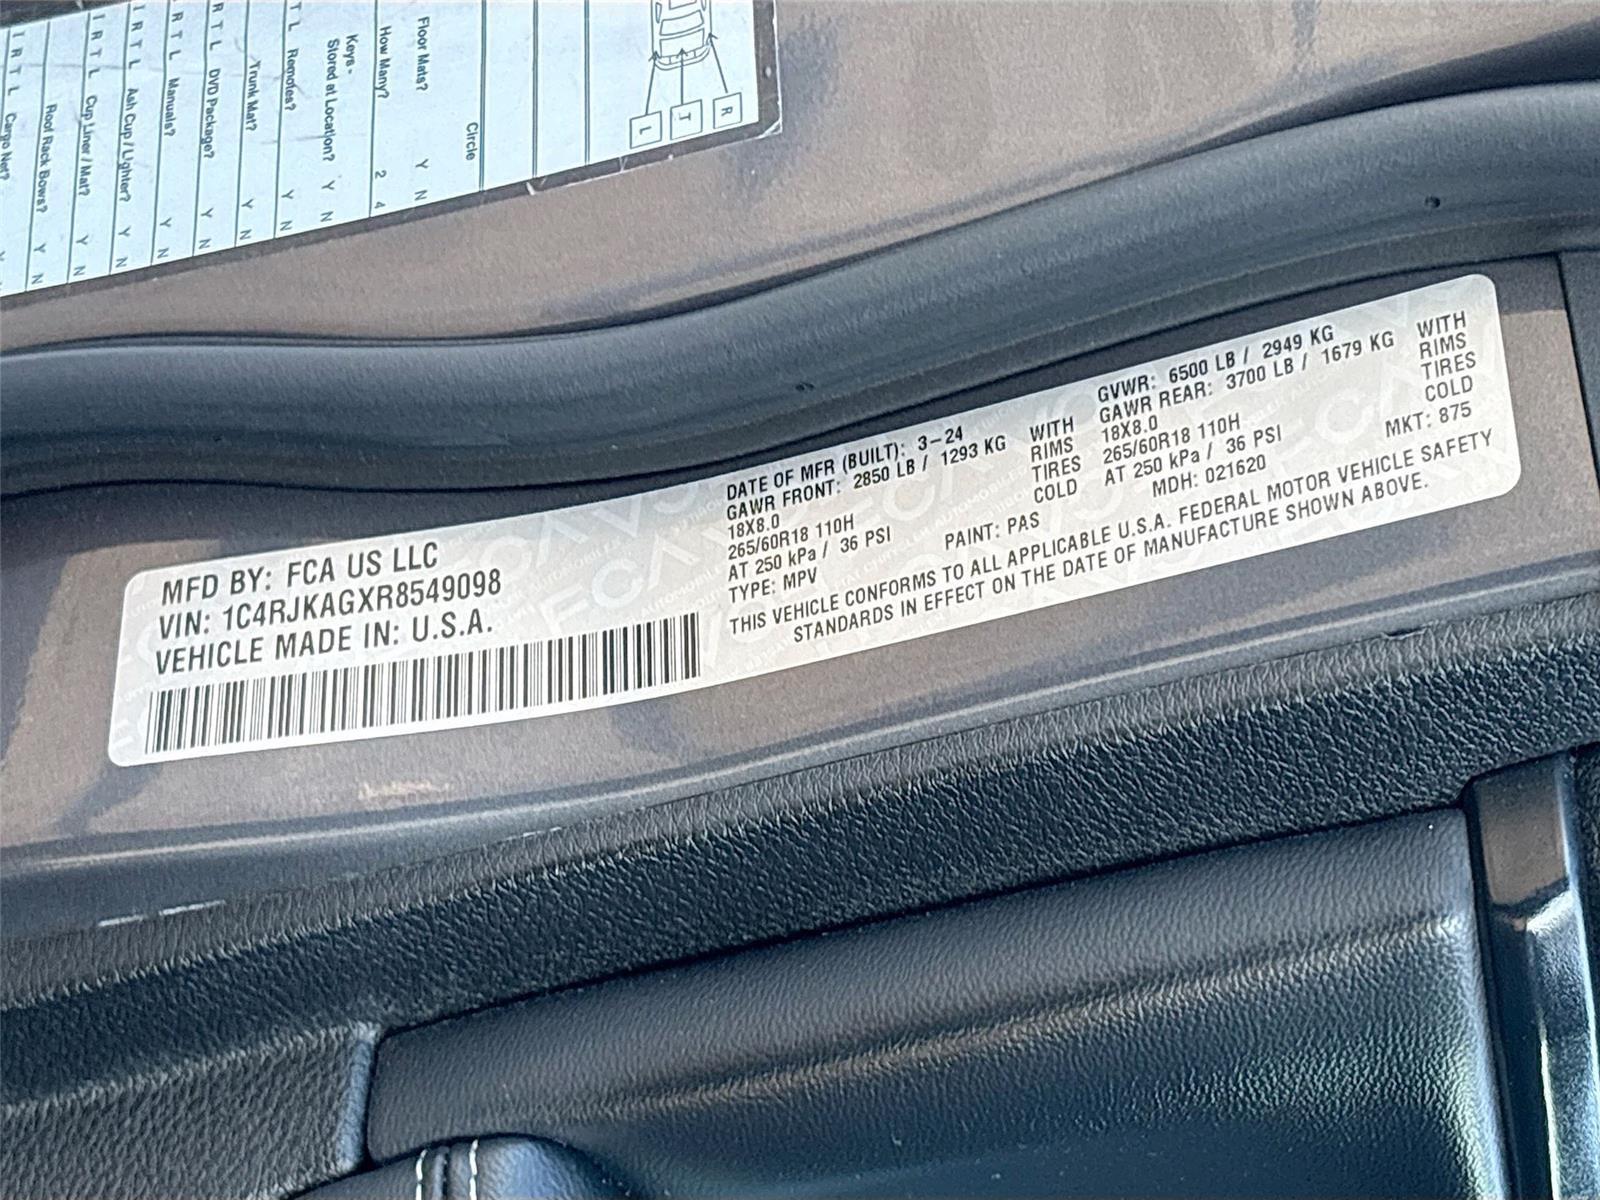 R
T
L
Circle
Floor Mats? Y N
How Many? 2 4
Keys -
Stored at Location? Y N
T L Remotes? Y N
Trunk Mat? Y N
R T L DVD Package? Y N
R T L Manuals? Y N
I R T L Ash Cup / Lighter? Y N
I R T L Cup Liner / Mat? Y N
Roof Rack Bows? Y N
I R T L Cargo Net? Y
MFD BY: FCA US LLC
VIN: 1C4RJKAGXR8549098
VEHICLE MADE IN: U.S.A.
DATE OF MFR (BUILT): 3-24 GVWR: 6500 LB / 2949 KG
GAWR FRONT: 2850 LB / 1293 KG WITH GAWR REAR: 3700 LB / 1679 KG WITH
18X8.0 RIMS 18X8.0 RIMS
265/60R18 110H TIRES 265/60R18 110H TIRES
AT 250 kPa / 36 PSI COLD AT 250 kPa / 36 PSI COLD
TYPE: MPV PAINT: PAS MDH: 021620 MKT: 875
THIS VEHICLE CONFORMS TO ALL APPLICABLE U.S.A. FEDERAL MOTOR VEHICLE SAFETY
STANDARDS IN EFFECT ON THE DATE OF MANUFACTURE SHOWN ABOVE.